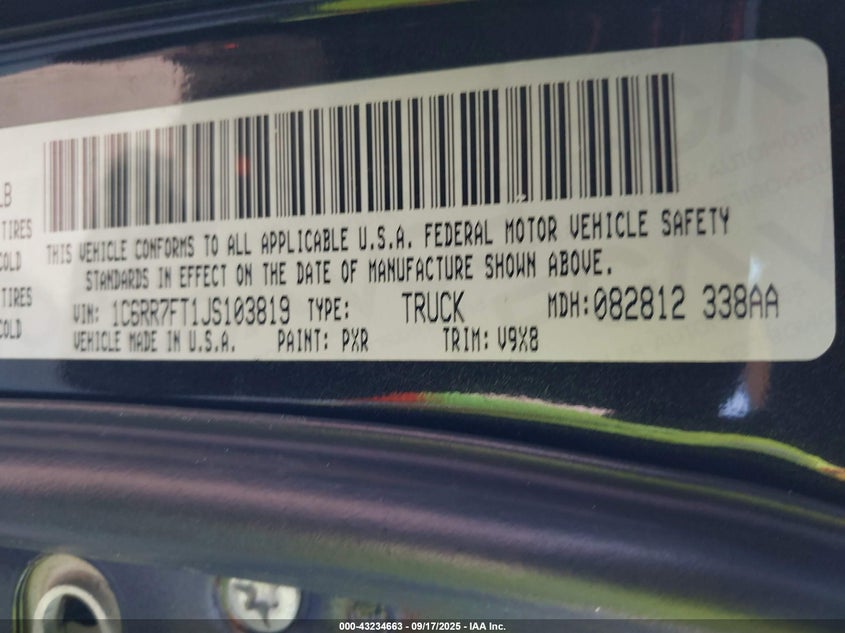 LB
TIRES
COLD
TIRES
COLD
THIS VEHICLE CONFORMS TO ALL APPLICABLE U.S.A. FEDERAL MOTOR VEHICLE SAFETY
STANDARDS IN EFFECT ON THE DATE OF MANUFACTURE SHOWN ABOVE.
VIN: 1C6RR7FT1JS103819 TYPE: TRUCK MDH:082812 338AA
VEHICLE MADE IN U.S.A. PAINT: PXR TRIM: V9X8
000-43234663 - 09/17/2025 - IAA Inc.